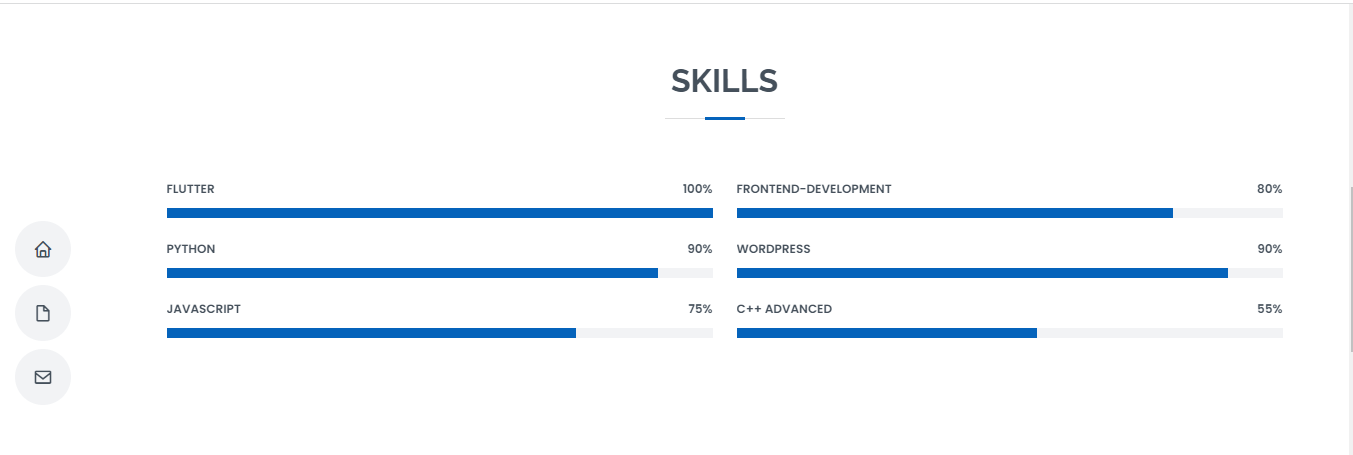 SKILLS
FLUTTER 100%
FRONTEND-DEVELOPMENT 80%
PYTHON 90%
WORDPRESS 90%
JAVASCRIPT 75%
C++ ADVANCED 55%